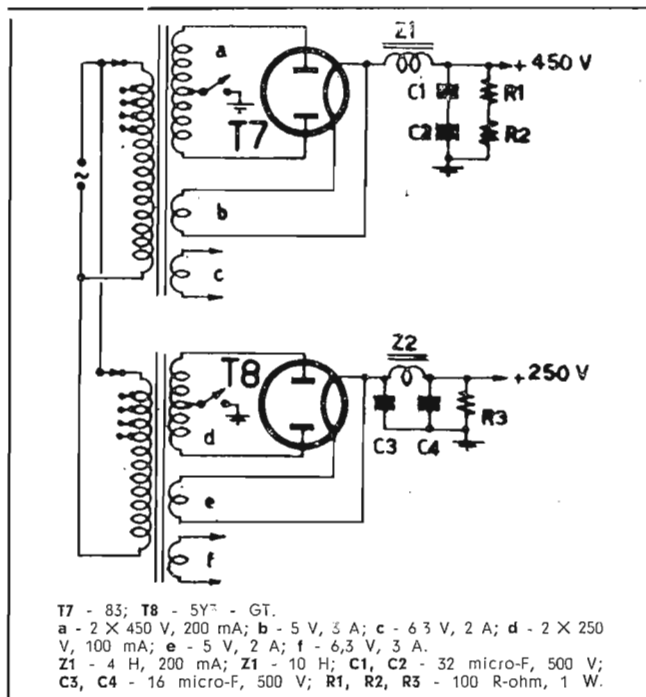 Z1
a
+ 450 V
C1
R1
T7
C2
R2
~
b
c
Z2
T8
+ 250 V
R3
d
C3
C4
e
f
T7 - 83; T8 - 5Y3 - GT.
a - 2 X 450 V, 200 mA; b - 5 V, 3 A; c - 6 3 V, 2 A; d - 2 X 250
V, 100 mA; e - 5 V, 2 A; f - 6,3 V, 3 A.
Z1 - 4 H, 200 mA; Z1 - 10 H; C1, C2 - 32 micro-F, 500 V;
C3, C4 - 16 micro-F, 500 V; R1, R2, R3 - 100 R-ohm, 1 W.